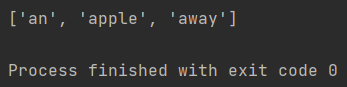 ['an', 'apple', 'away']
Process finished with exit code 0